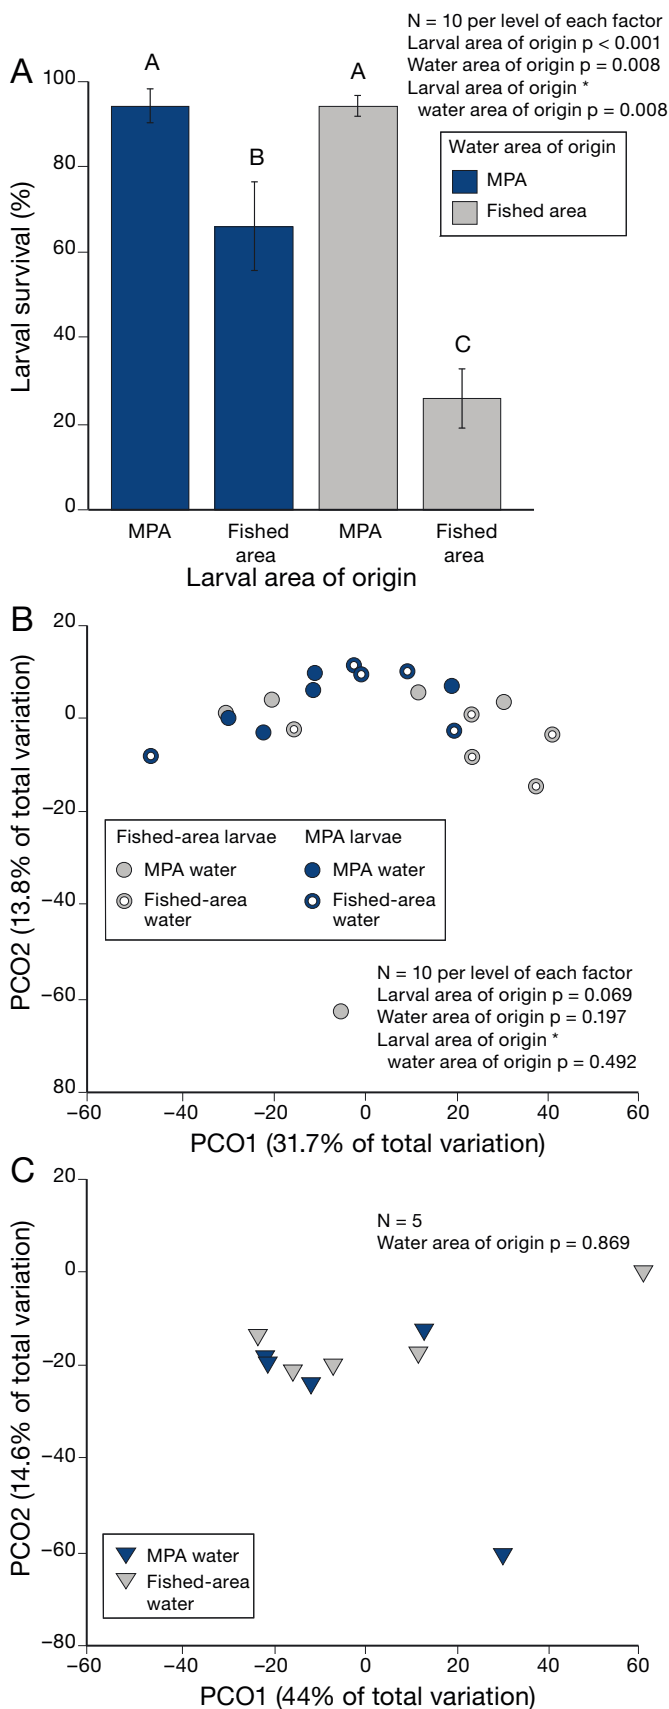 A
N = 10 per level of each factor
Larval area of origin p < 0.001
Water area of origin p = 0.008
Larval area of origin *
water area of origin p = 0.008
Water area of origin
MPA
Fished area
Larval survival (%)
100
80
60
40
20
0
A
B
A
C
MPA
Fished
area
MPA
Fished
area
Larval area of origin
B
PCO2 (13.8% of total variation)
20
0
−20
−40
−60
80
Fished-area larvae
MPA water
Fished-area
water
MPA larvae
MPA water
Fished-area
water
N = 10 per level of each factor
Larval area of origin p = 0.069
Water area of origin p = 0.197
Larval area of origin *
water area of origin p = 0.492
−60 −40 −20 0 20 40 60
PCO1 (31.7% of total variation)
C
PCO2 (14.6% of total variation)
20
0
−20
−40
−60
−80
N = 5
Water area of origin p = 0.869
MPA water
Fished-area
water
−60 −40 −20 0 20 40 60
PCO1 (44% of total variation)